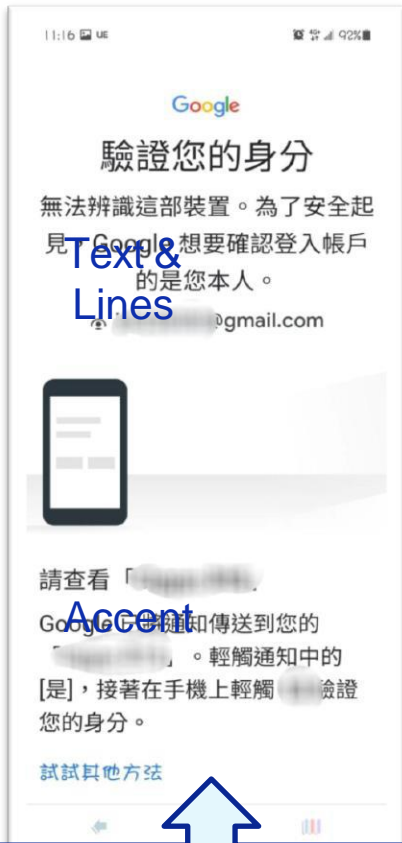 11:16 UE 92%
Google
驗證您的身分
無法辨識這部裝置。為了安全起
見，Google 想要確認登入帳戶
的是您本人。
Text &
Lines
@gmail.com
請查看「
Google 已將通知傳送到您的
」。輕觸通知中的
Accent
[是]，接著在手機上輕觸 驗證
您的身分。
試試其他方法